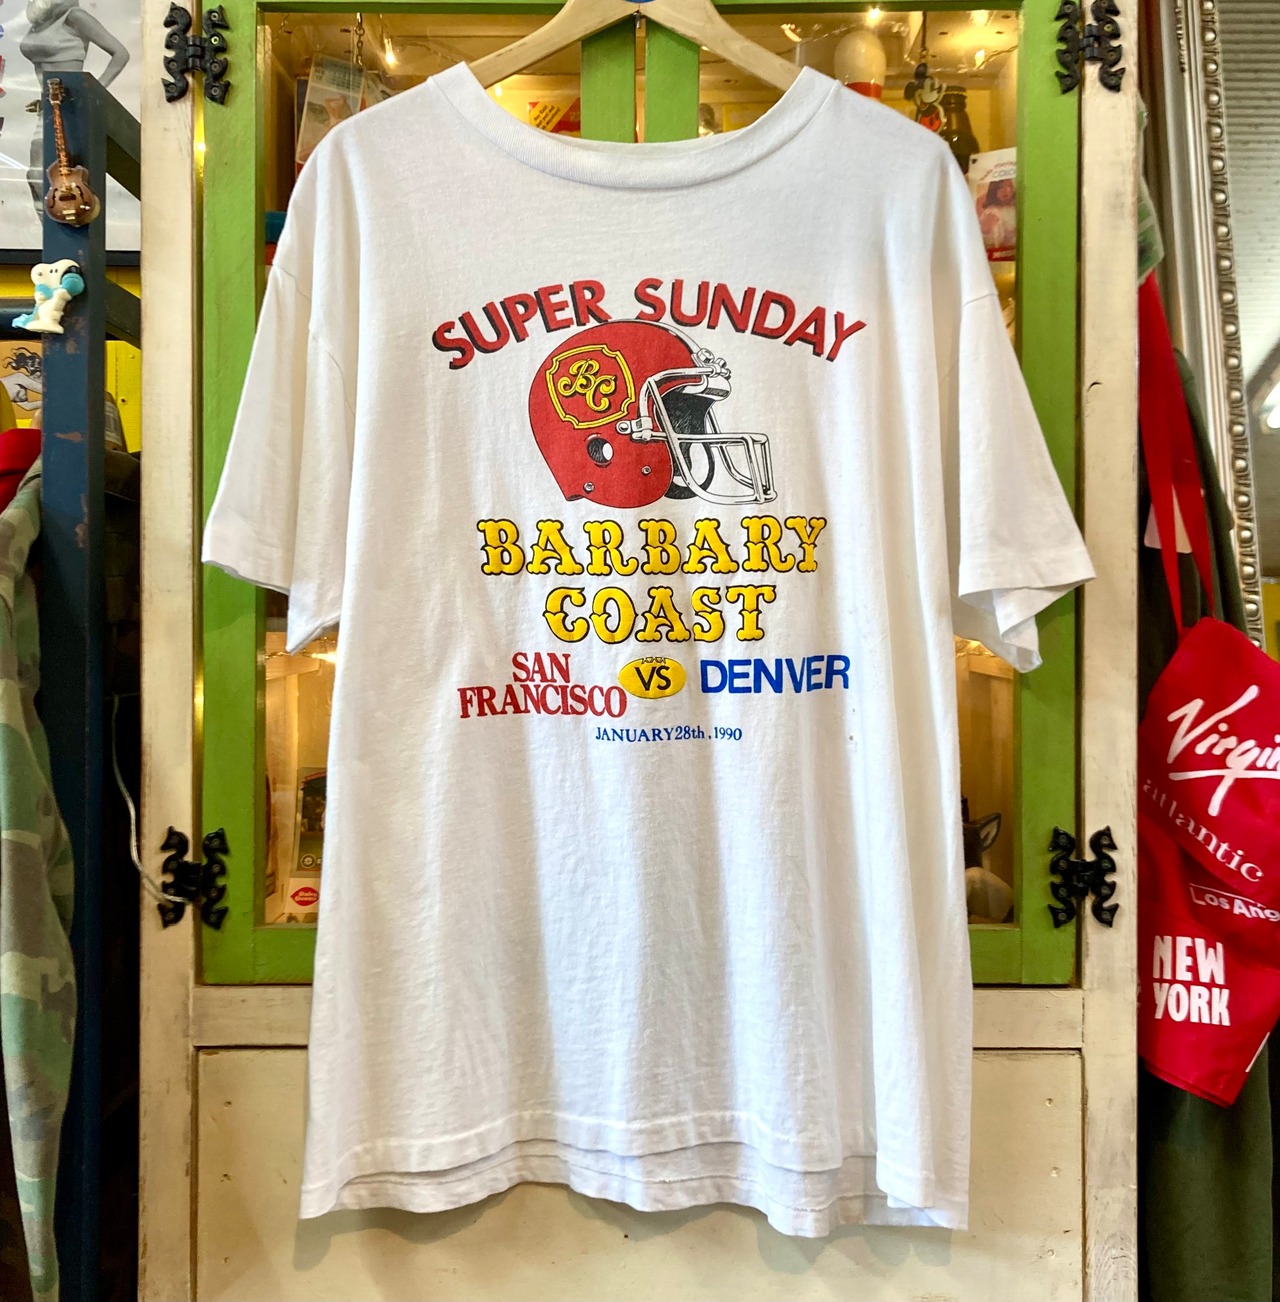 SUPER SUNDAY
BC
BARBARY
COAST
SAN
FRANCISCO
VS
DENVER
JANUARY 28th, 1990
Virgin
atlantic
NEW
YORK